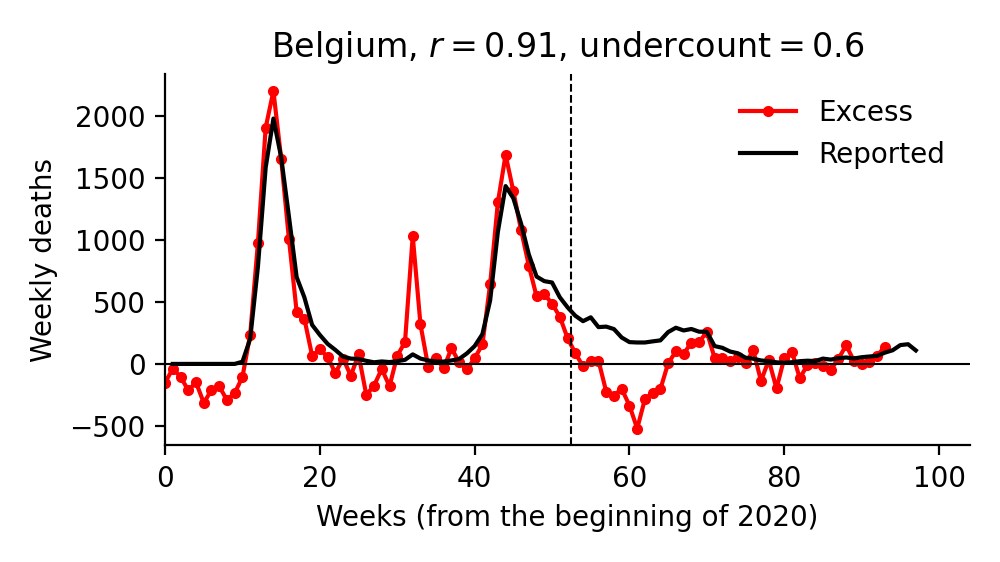 Belgium, r = 0.91, undercount = 0.6
Excess
Reported
Weekly deaths
2000
1500
1000
500
0
−500
0 20 40 60 80 100
Weeks (from the beginning of 2020)